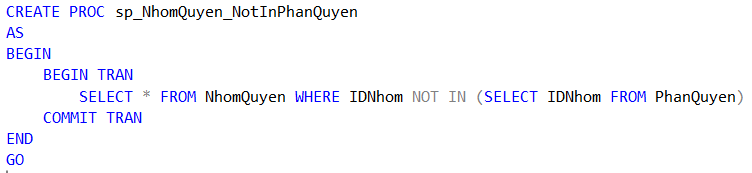 CREATE PROC sp_NhomQuyen_NotInPhanQuyen
AS
BEGIN
BEGIN TRAN
SELECT * FROM NhomQuyen WHERE IDNhom NOT IN (SELECT IDNhom FROM PhanQuyen)
COMMIT TRAN
END
GO